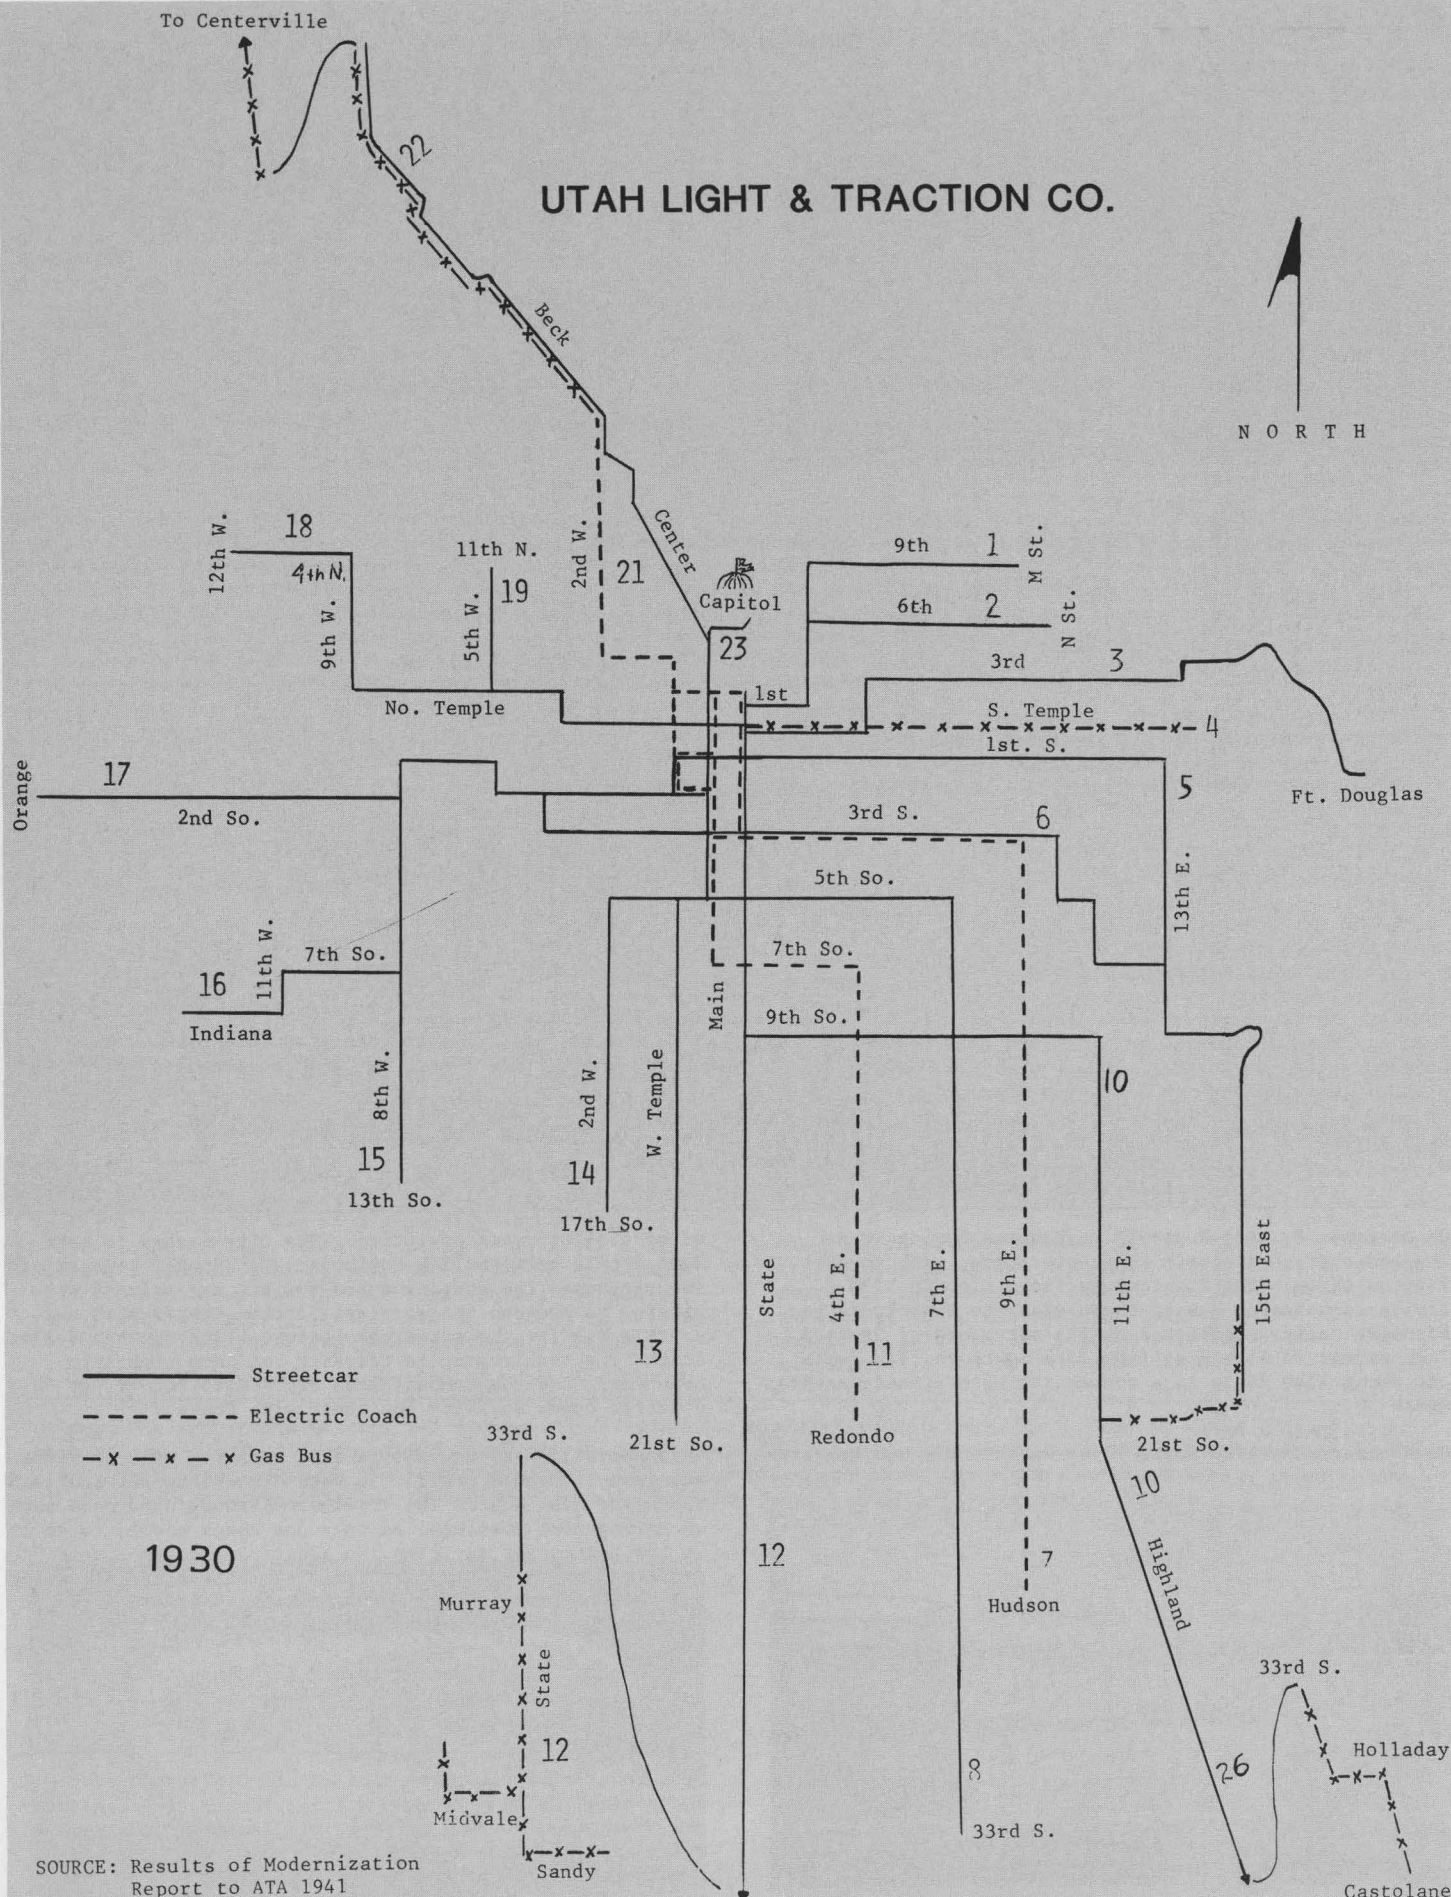 To Centerville
22
UTAH LIGHT & TRACTION CO.
Beck
NORTH
12th W.
18
4th N.
9th W.
11th N.
19
5th W.
2nd W.
21
Center
Capitol
23
9th 1
M St.
6th 2
N St.
3rd 3
1st
No. Temple
S. Temple
4
1st. S.
Orange
17
2nd So.
5
Ft. Douglas
3rd S.
6
5th So.
13th E.
11th W.
7th So.
16
Indiana
7th So.
Main
9th So.
8th W.
15
13th So.
2nd W.
14
17th So.
W. Temple
10
State
4th E.
7th E.
9th E.
11th E.
15th East
13
11
Streetcar
Electric Coach
Gas Bus
33rd S.
21st So.
Redondo
21st So.
10
1930
12
7
Highland
Murray
Hudson
State
33rd S.
12
8
26
Holladay
Midvale
33rd S.
Sandy
SOURCE: Results of Modernization
Report to ATA 1941
Castolane